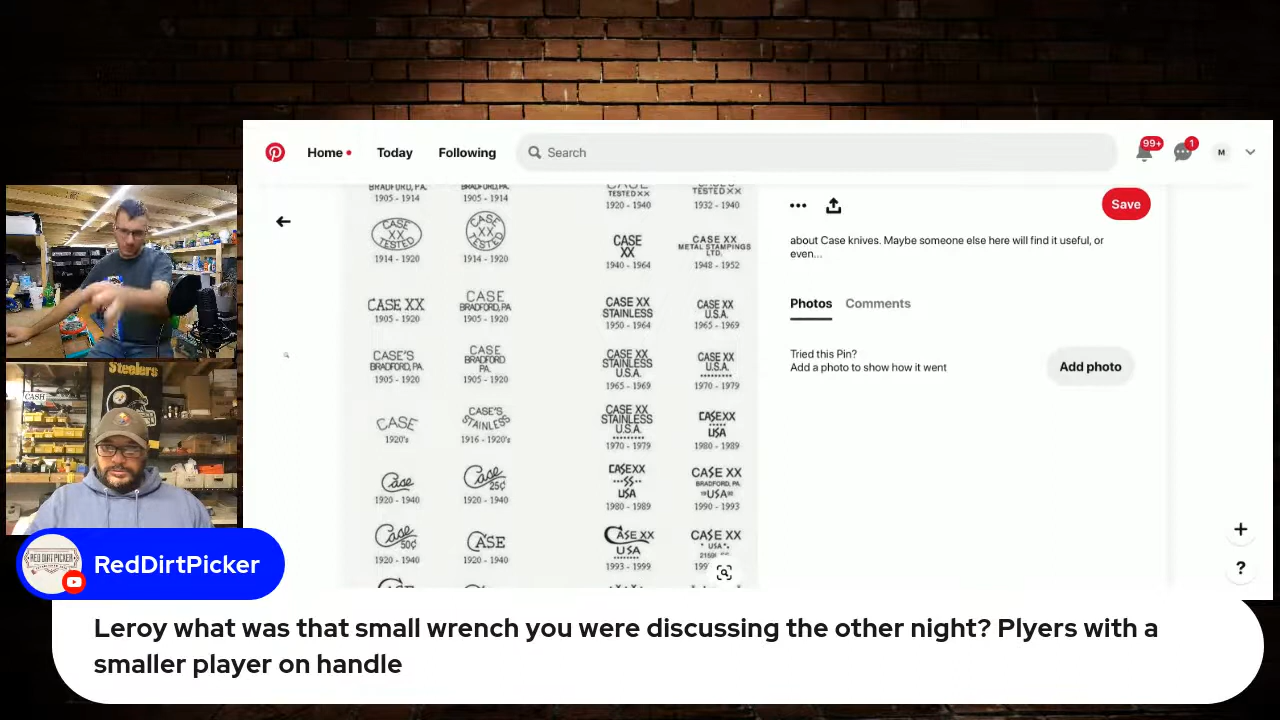 Home
Today
Following
Search
99+
1
M
BRADFORD, PA.
1905 - 1914
BRADFORD, PA.
1905 - 1914
TESTED XX
1920 - 1940
TESTED XX
1932 - 1940
Save
CASE
XX
TESTED
1914 - 1920
CASE
XX
TESTED
1914 - 1920
CASE
XX
1940 - 1964
CASE XX
METAL STAMPINGS
LTD.
1948 - 1952
about Case knives. Maybe someone else here will find it useful, or
even...
Photos
Comments
CASE XX
1905 - 1920
CASE
BRADFORD, PA
1905 - 1920
CASE XX
STAINLESS
1950 - 1964
CASE XX
U.S.A.
1965 - 1969
Tried this Pin?
Add a photo to show how it went
Add photo
CASE'S
BRADFORD, PA.
1905 - 1920
CASE
BRADFORD
PA.
1905 - 1920
CASE XX
STAINLESS
U.S.A.
1965 - 1969
CASE XX
U.S.A.
1970 - 1979
CASE
1920's
CASE'S
STAINLESS
1916 - 1920's
CASE XX
STAINLESS
U.S.A.
1970 - 1979
CASE XX
USA
1980 - 1989
Case
1920 - 1940
Case
25¢
1920 - 1940
CASE XX
SS
USA
1980 - 1989
CASE XX
BRADFORD, PA.
USA
1990 - 1993
Case
50¢
1920 - 1940
CASE
1920 - 1940
CASE XX
USA
1993 - 1999
CASE XX
USA
?
Steelers
CASH
RED DIRT PICKER
RedDirtPicker
Leroy what was that small wrench you were discussing the other night? Plyers with a
smaller player on handle